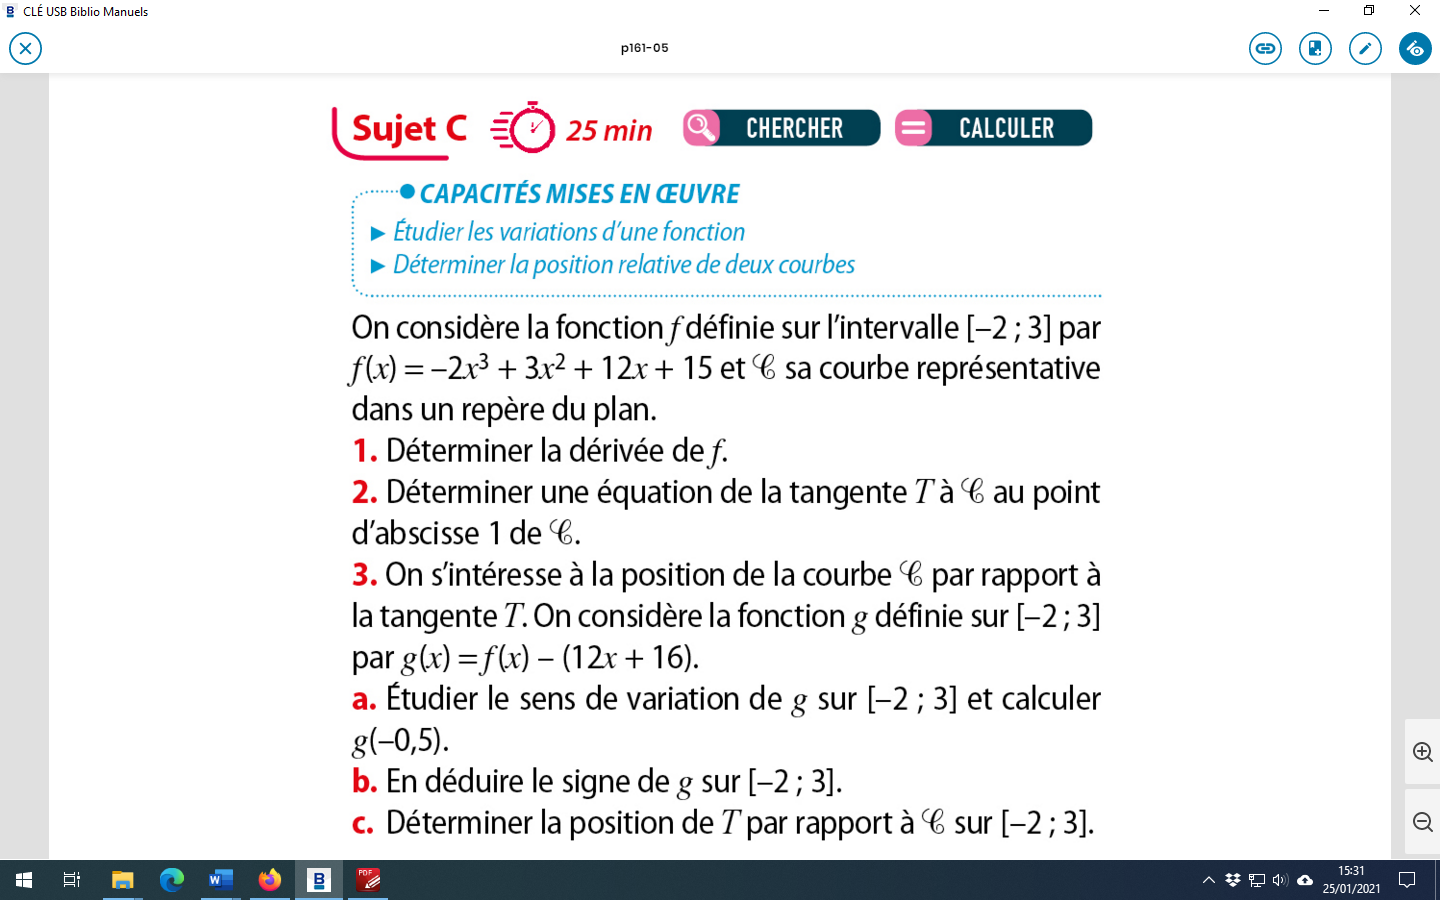 CLÉ USB Biblio Manuels
p161-05
Sujet C 25 min CHERCHER CALCULER
CAPACITÉS MISES EN ŒUVRE
► Étudier les variations d’une fonction
► Déterminer la position relative de deux courbes
On considère la fonction f définie sur l’intervalle [–2 ; 3] par
f(x) = –2x³ + 3x² + 12x + 15 et 𝒞 sa courbe représentative
dans un repère du plan.
1. Déterminer la dérivée de f.
2. Déterminer une équation de la tangente T à 𝒞 au point
d’abscisse 1 de 𝒞.
3. On s’intéresse à la position de la courbe 𝒞 par rapport à
la tangente T. On considère la fonction g définie sur [–2 ; 3]
par g(x) = f(x) – (12x + 16).
a. Étudier le sens de variation de g sur [–2 ; 3] et calculer
g(–0,5).
b. En déduire le signe de g sur [–2 ; 3].
c. Déterminer la position de T par rapport à 𝒞 sur [–2 ; 3].
15:31
25/01/2021